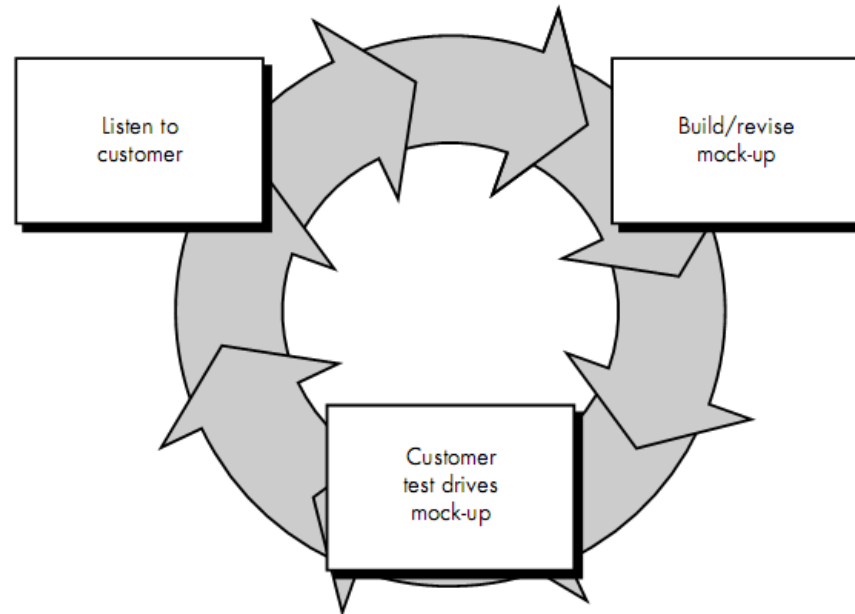 Listen to
customer
Build/revise
mock-up
Customer
test drives
mock-up